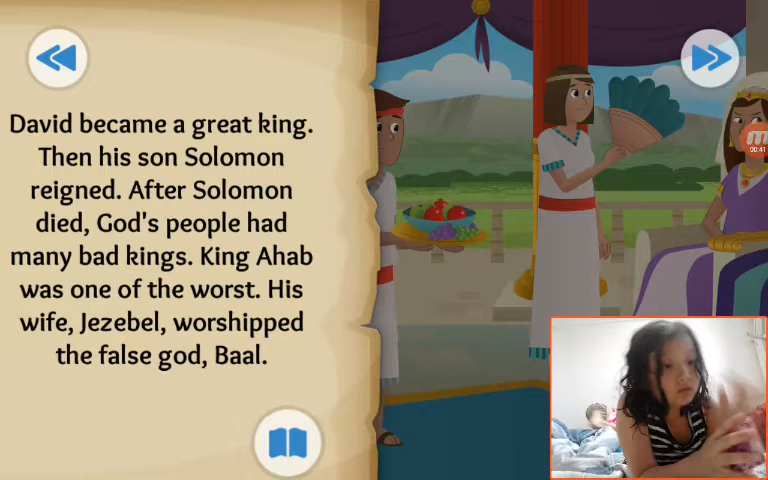 David became a great king.
Then his son Solomon
reigned. After Solomon
died, God's people had
many bad kings. King Ahab
was one of the worst. His
wife, Jezebel, worshipped
the false god, Baal.
00:41